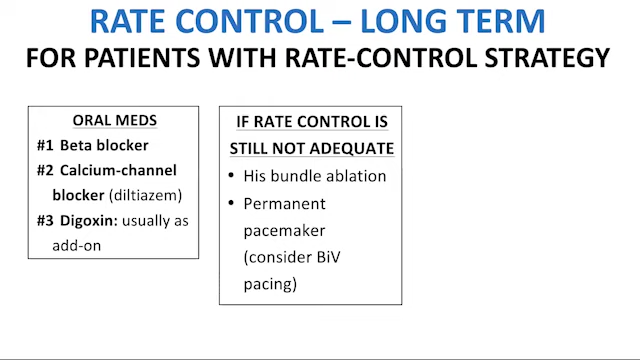 RATE CONTROL – LONG TERM
FOR PATIENTS WITH RATE-CONTROL STRATEGY
ORAL MEDS
#1 Beta blocker
#2 Calcium-channel
blocker (diltiazem)
#3 Digoxin: usually as
add-on
IF RATE CONTROL IS
STILL NOT ADEQUATE
• His bundle ablation
• Permanent
pacemaker
(consider BiV
pacing)